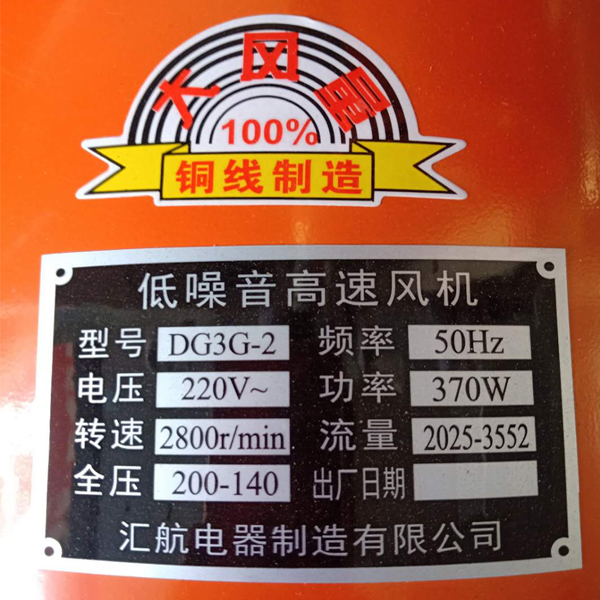 大风量
100%
铜线制造
低噪音高速风机
型号 DG3G-2 频率 50Hz
电压 220V~ 功率 370W
转速 2800r/min 流量 2025-3552
全压 200-140 出厂日期
汇航电器制造有限公司